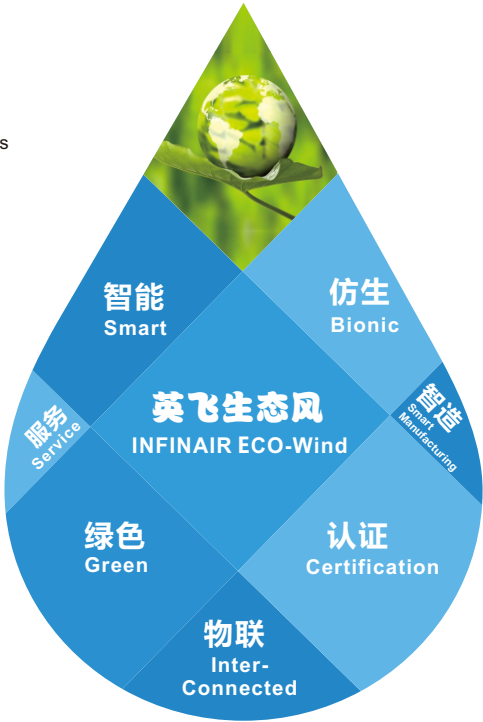 s
智能
Smart
仿生
Bionic
服务
Service
英飞生态风
INFINAIR ECO-Wind
智造
Smart
Manufacturing
绿色
Green
认证
Certification
物联
Inter-
Connected